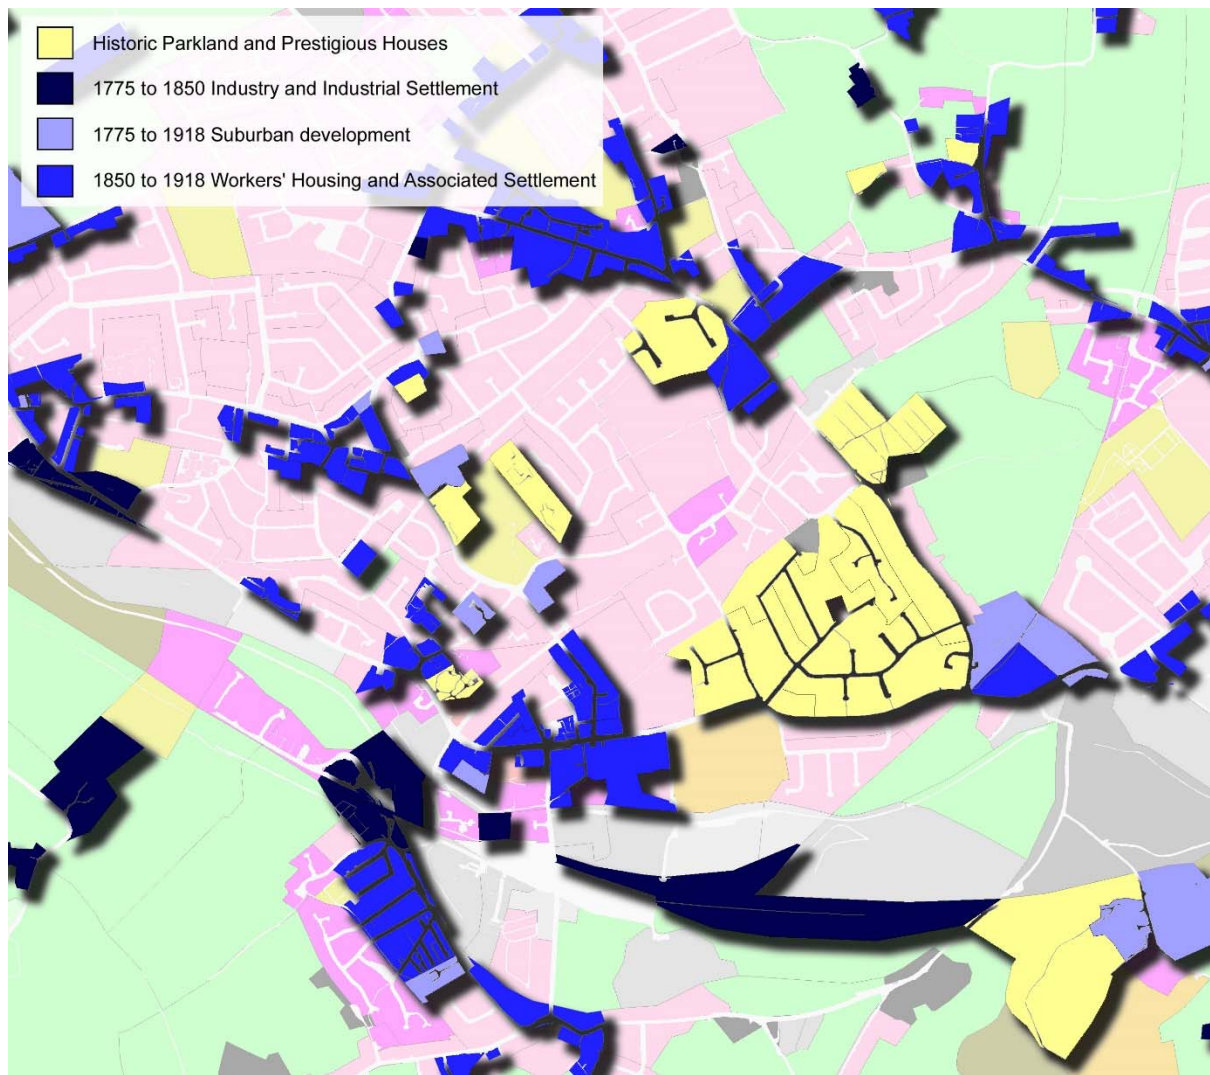 Historic Parkland and Prestigious Houses
1775 to 1850 Industry and Industrial Settlement
1775 to 1918 Suburban development
1850 to 1918 Workers' Housing and Associated Settlement